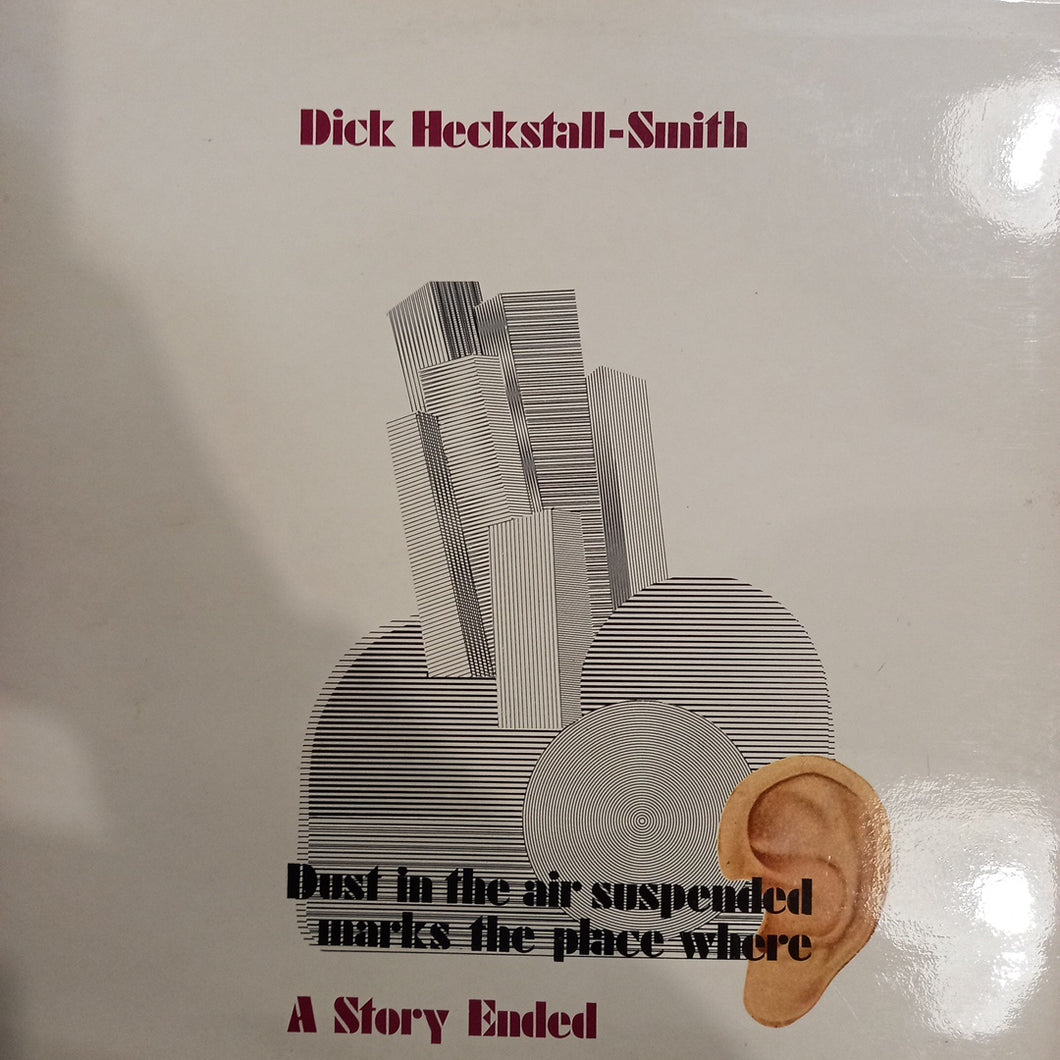 Dick Heckstall-Smith
Dust in the air suspended
marks the place where
A Story Ended